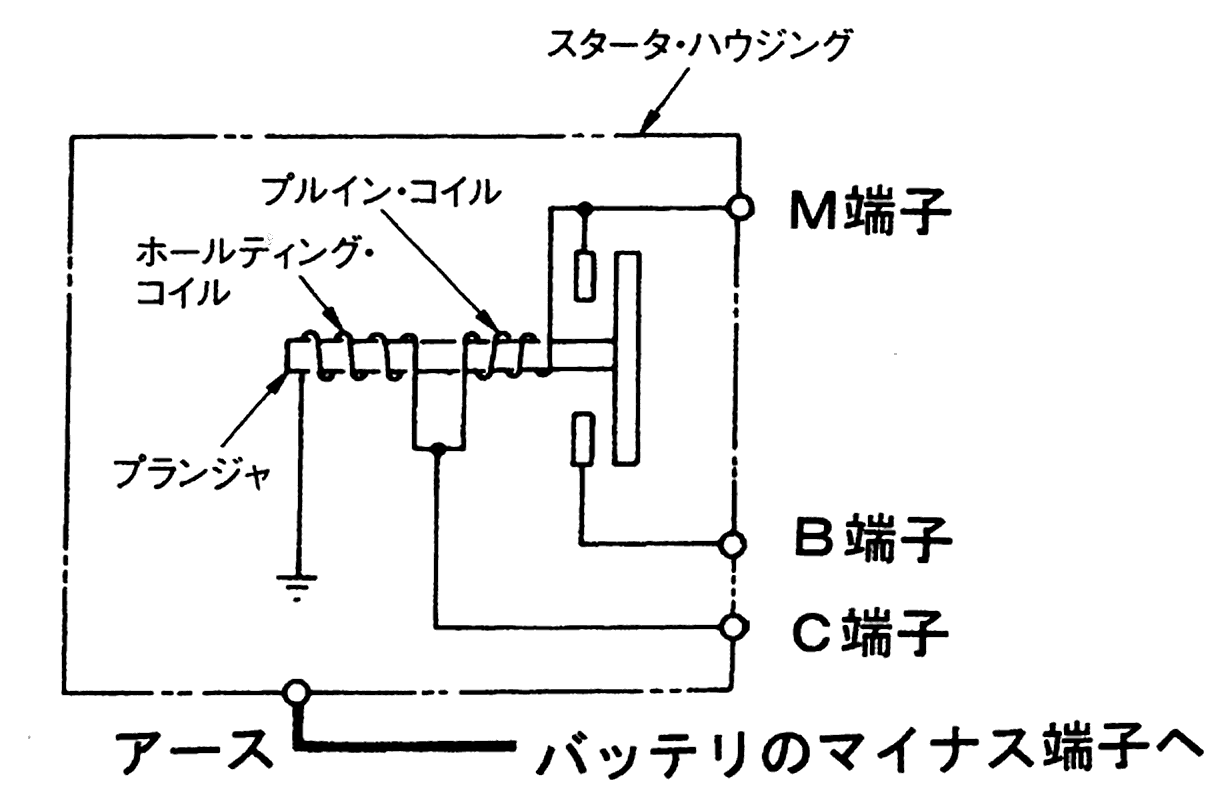 スタータ・ハウジング
プルイン・コイル
M端子
ホールディング・
コイル
プランジャ
B端子
C端子
アース
バッテリのマイナス端子へ